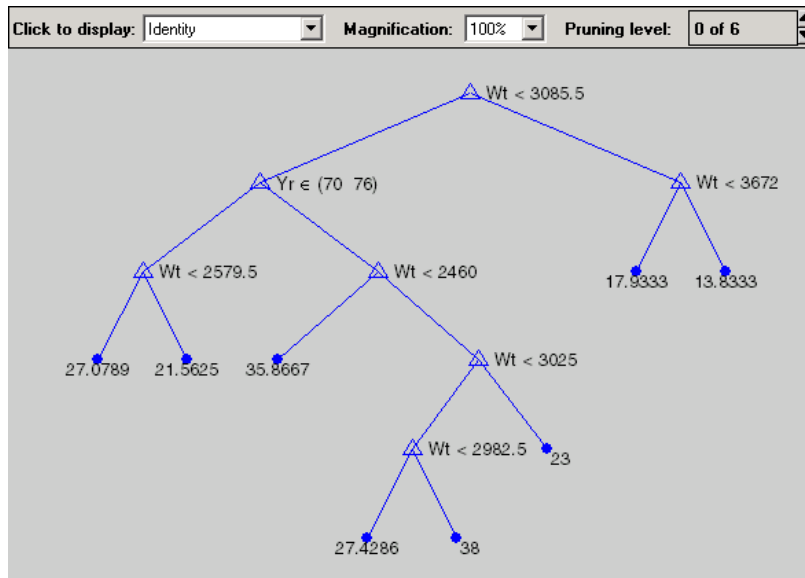 Click to display: Identity Magnification: 100% Pruning level: 0 of 6
Wt < 3085.5
Yr ∈ (70 76)
Wt < 3672
Wt < 2579.5
Wt < 2460
17.9333
13.8333
27.0789
21.5625
35.8667
Wt < 3025
Wt < 2982.5
23
27.4286
38